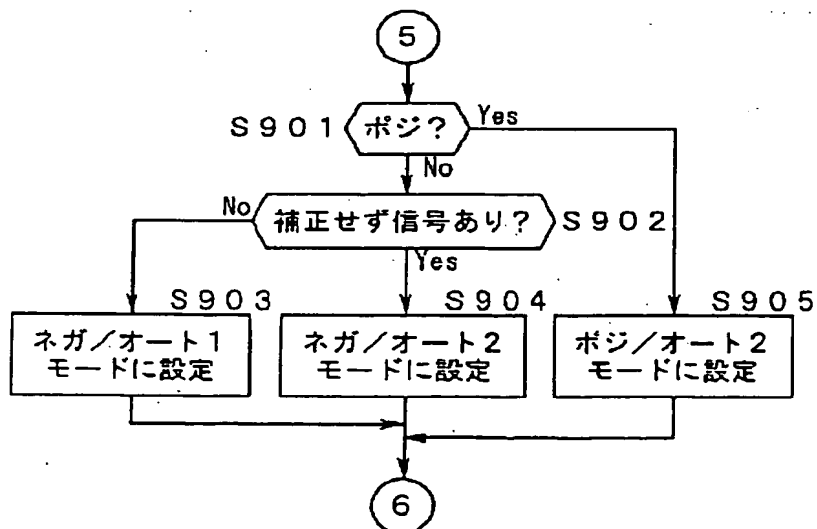 5
S901 ポジ? Yes
No
No 補正せず信号あり? S902
Yes
S903
ネガ/オート1
モードに設定
S904
ネガ/オート2
モードに設定
S905
ポジ/オート2
モードに設定
6